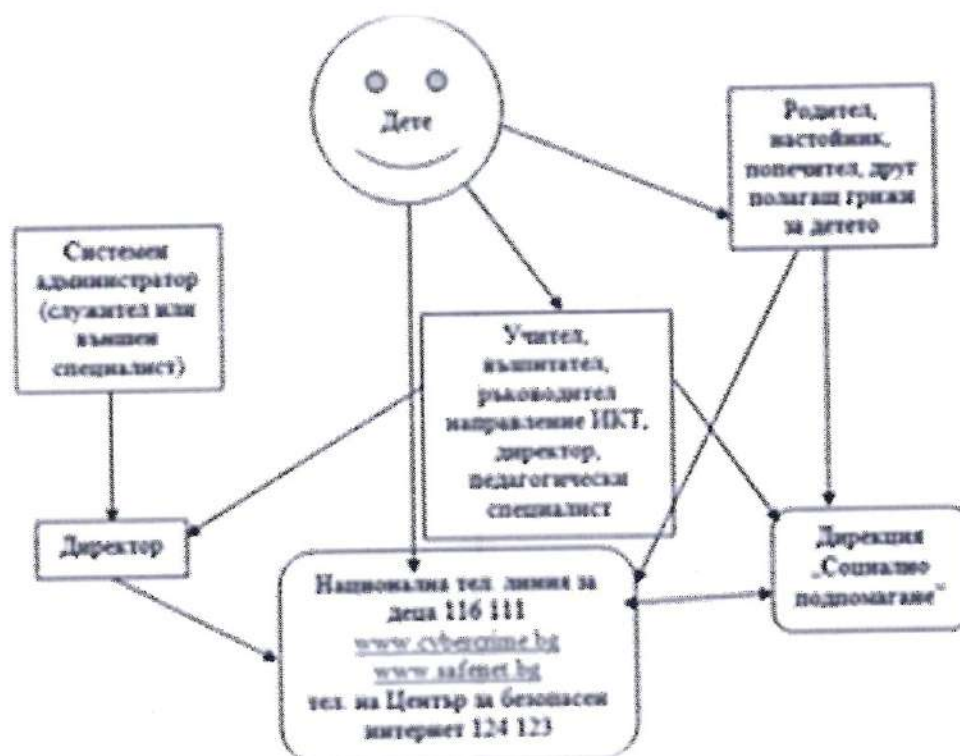 Дете
Родител,
настойник,
попечител, друг
полагащ грижи
за детето
Системен
администратор
(служител или
външен
специалист)
Учител,
възпитател,
ръководител
направление ИКТ,
директор,
педагогически
специалист
Директор
Дирекция
„Социално
подпомагане"
Национална тел. линия за
деца 116 111
www.cybercrime.bg
www.safenet.bg
тел. на Център за безопасен
интернет 124 123